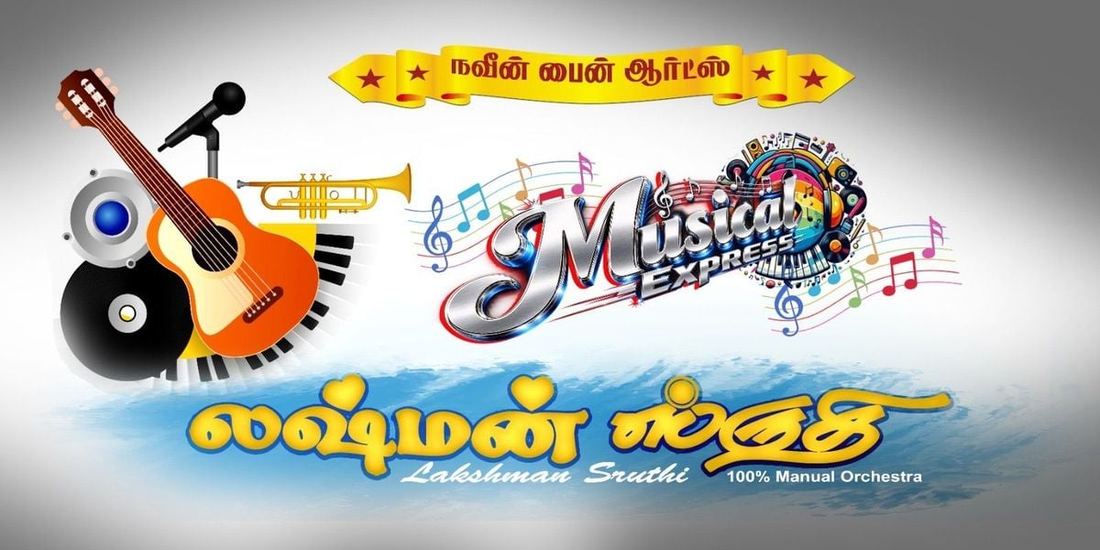 நவீன் பைன் ஆர்ட்ஸ்
Musical
EXPRESS
லஷ்மன் ஸ்ருதி
Lakshman Sruthi 100% Manual Orchestra